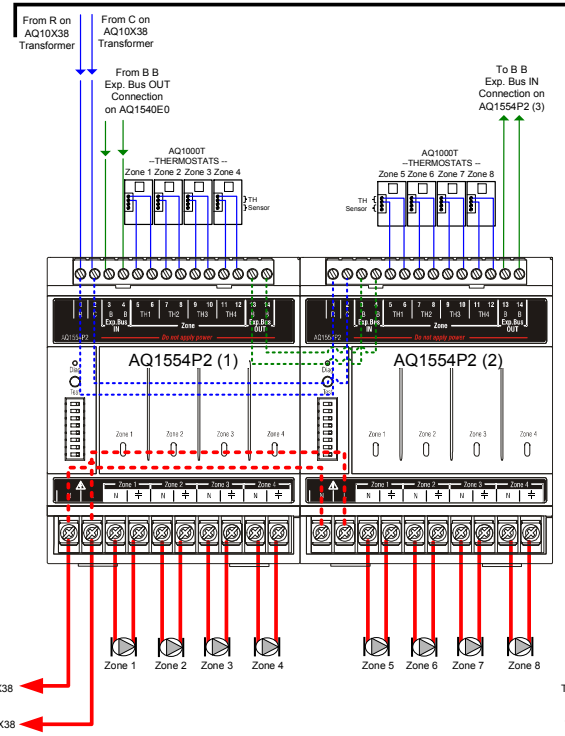 From R on
AQ10X38
Transformer
From C on
AQ10X38
Transformer
From B B
Exp. Bus OUT
Connection
on AQ1540E0
To B B
Exp. Bus IN
Connection on
AQ1554P2 (3)
AQ1000T
--THERMOSTATS --
Zone 1 Zone 2 Zone 3 Zone 4
TH
Sensor
AQ1000T
--THERMOSTATS --
Zone 5 Zone 6 Zone 7 Zone 8
TH
Sensor
3 4 5 6 7 8 9 10 11 12 13 14
B B TH1 TH2 TH3 TH4 B B
Exp.Bus
IN
Zone
Exp.Bus
OUT
AQ1554P2
Do not apply power
3 4 5 6 7 8 9 10 11 12 13 14
B B TH1 TH2 TH3 TH4 B B
Exp.Bus
IN
Zone
Exp.Bus
OUT
Do not apply power
AQ1554P2 (1)
AQ1554P2 (2)
Zone 1 Zone 2 Zone 3 Zone 4
Zone 1 Zone 2 Zone 3 Zone 4
Zone 1 Zone 2 Zone 3 Zone 4
N N N N
Zone 1 Zone 2 Zone 3 Zone 4
N N N N
Zone 1 Zone 2 Zone 3 Zone 4
Zone 5 Zone 6 Zone 7 Zone 8
X38
X38
T